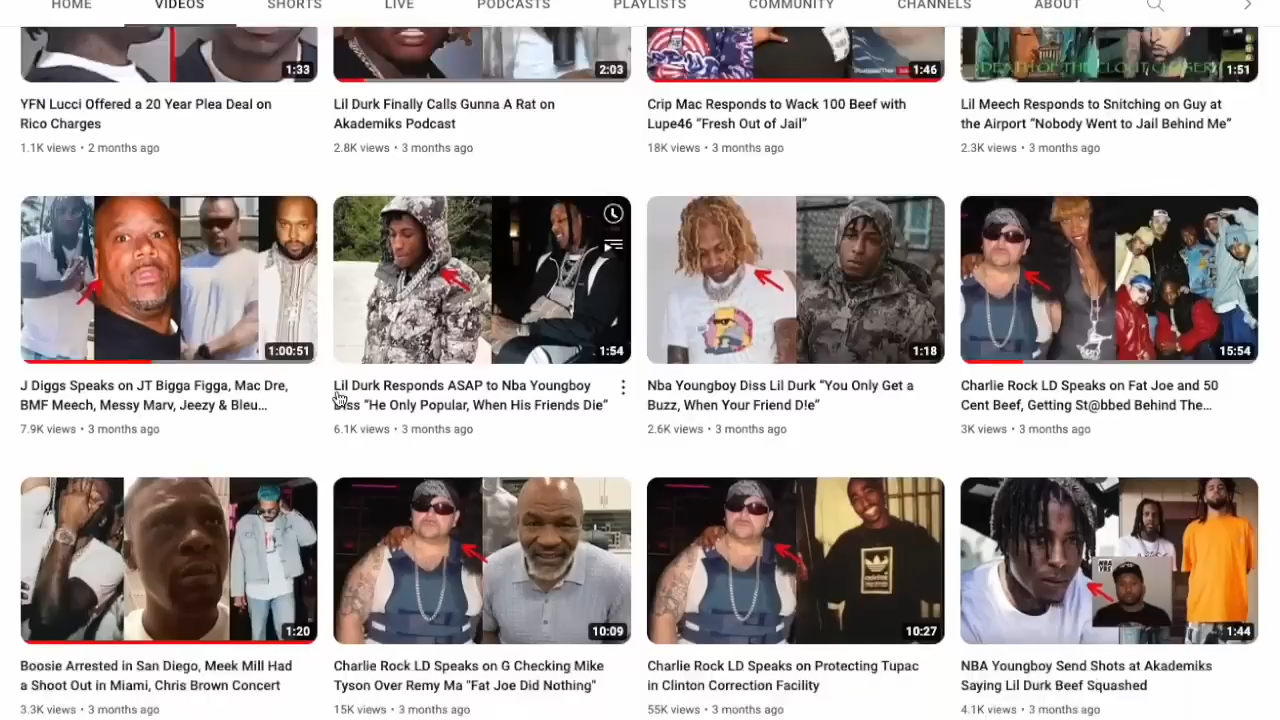 HOME VIDEOS SHORTS LIVE PODCASTS PLAYLISTS COMMUNITY CHANNELS ABOUT
DEATH OF THE CLOUT CHASER
1:33
2:03
1:46
1:51
YFN Lucci Offered a 20 Year Plea Deal on
Rico Charges
1.1K views • 2 months ago
Lil Durk Finally Calls Gunna A Rat on
Akademiks Podcast
2.8K views • 3 months ago
Crip Mac Responds to Wack 100 Beef with
Lupe46 “Fresh Out of Jail”
18K views • 3 months ago
Lil Meech Responds to Snitching on Guy at
the Airport “Nobody Went to Jail Behind Me”
2.3K views • 3 months ago
1:00:51
1:54
1:18
15:54
J Diggs Speaks on JT Bigga Figga, Mac Dre,
BMF Meech, Messy Marv, Jeezy & Bleu...
7.9K views • 3 months ago
Lil Durk Responds ASAP to Nba Youngboy
Diss “He Only Popular, When His Friends Die”
6.1K views • 3 months ago
Nba Youngboy Diss Lil Durk “You Only Get a
Buzz, When Your Friend D!e”
2.6K views • 3 months ago
Charlie Rock LD Speaks on Fat Joe and 50
Cent Beef, Getting St@bbed Behind The...
3K views • 3 months ago
adidas
NBA
YRS
1:20
10:09
10:27
1:44
Boosie Arrested in San Diego, Meek Mill Had
a Shoot Out in Miami, Chris Brown Concert
3.3K views • 3 months ago
Charlie Rock LD Speaks on G Checking Mike
Tyson Over Remy Ma "Fat Joe Did Nothing"
15K views • 3 months ago
Charlie Rock LD Speaks on Protecting Tupac
in Clinton Correction Facility
55K views • 3 months ago
NBA Youngboy Send Shots at Akademiks
Saying Lil Durk Beef Squashed
4.1K views • 3 months ago